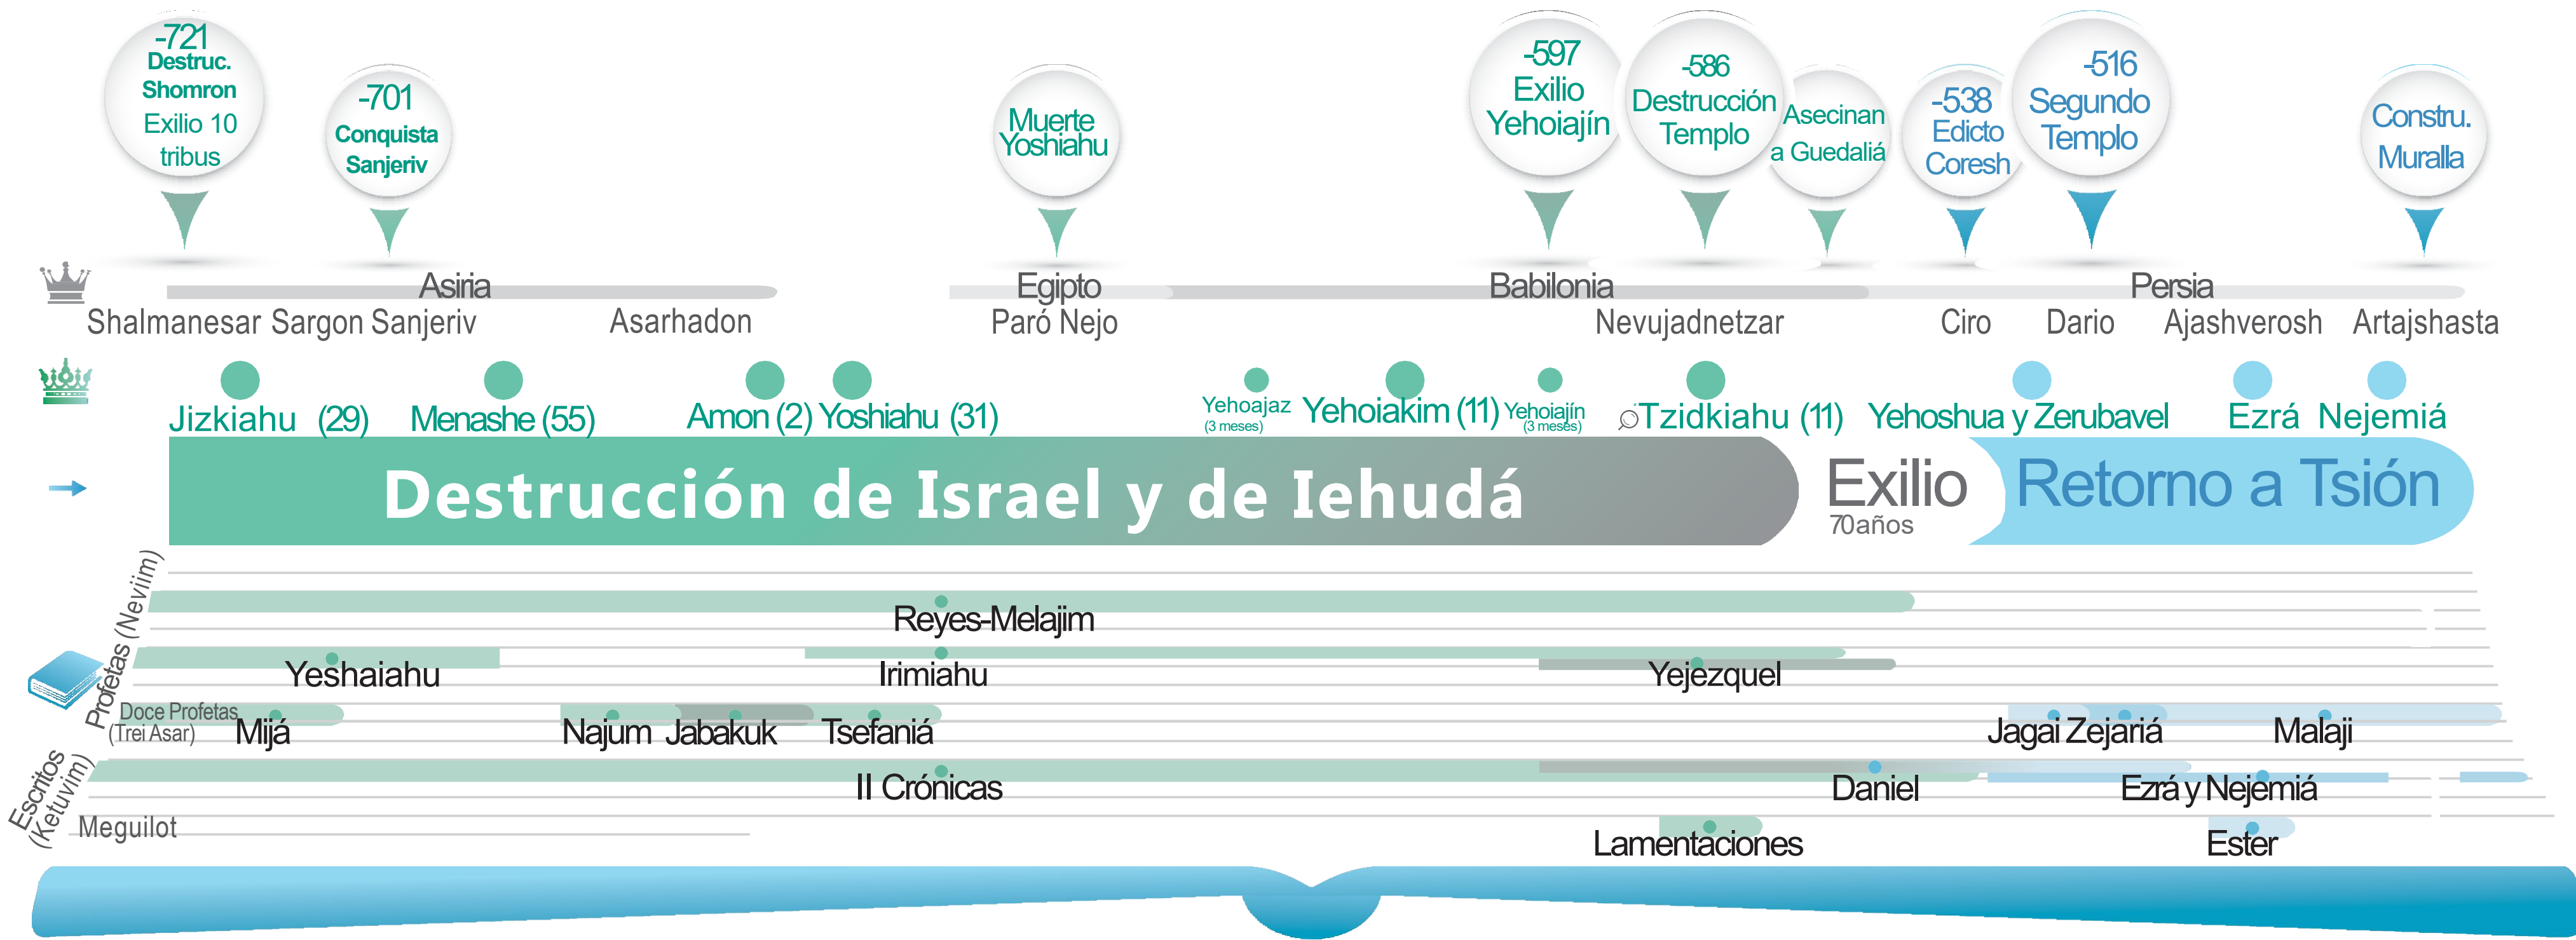 -721
Destruc.
Shomron
Exilio 10
tribus
-701
Conquista
Sanjeriv
Muerte
Yoshiahu
-597
Exilio
Yehoiajín
-586
Destrucción
Templo
Asecinan
a Guedaliá
-538
Edicto
Coresh
-516
Segundo
Templo
Constru.
Muralla
Asiria
Egipto
Babilonia
Persia
Shalmanesar Sargon Sanjeriv Asarhadon Paró Nejo Nevujadnetzar Ciro Dario Ajashverosh Artajshasta
Jizkiahu (29) Menashe (55) Amon (2) Yoshiahu (31)
Yehoajaz
(3 meses)
Yehoiakim (11)
Yehoiajín
(3 meses)
Tzidkiahu (11) Yehoshua y Zerubavel Ezrá Nejemiá
Destrucción de Israel y de Iehudá
Exilio
70años
Retorno a Tsión
Profetas (Neviim)
Reyes-Melajim
Yeshaiahu Irimiahu Yejezquel
Doce Profetas
(Trei Asar)
Mijá Najum Jabakuk Tsefaniá Jagai Zejariá Malaji
Escritos
(Ketuvim)
II Crónicas Daniel Ezrá y Nejemiá
Meguilot
Lamentaciones Ester